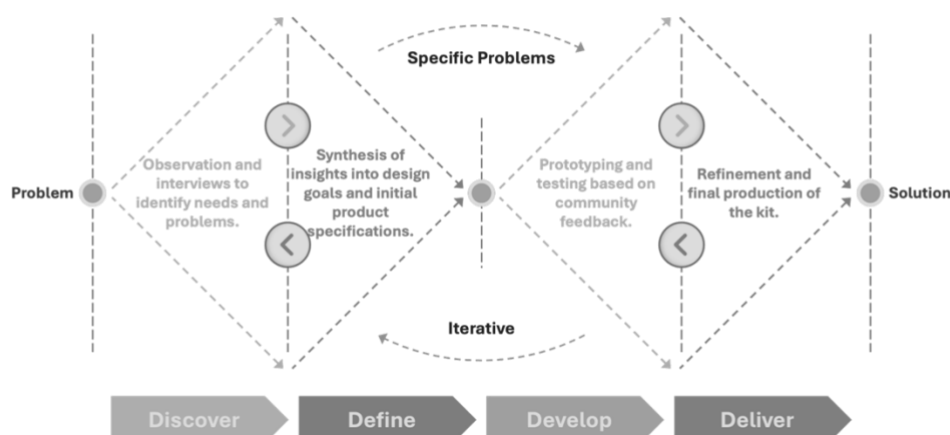 Specific Problems
Problem
Observation and
interviews to
identify needs and
problems.
Synthesis of
insights into design
goals and initial
product
specifications.
Prototyping and
testing based on
community
feedback.
Refinement and
final production of
the kit.
Solution
Iterative
Discover
Define
Develop
Deliver